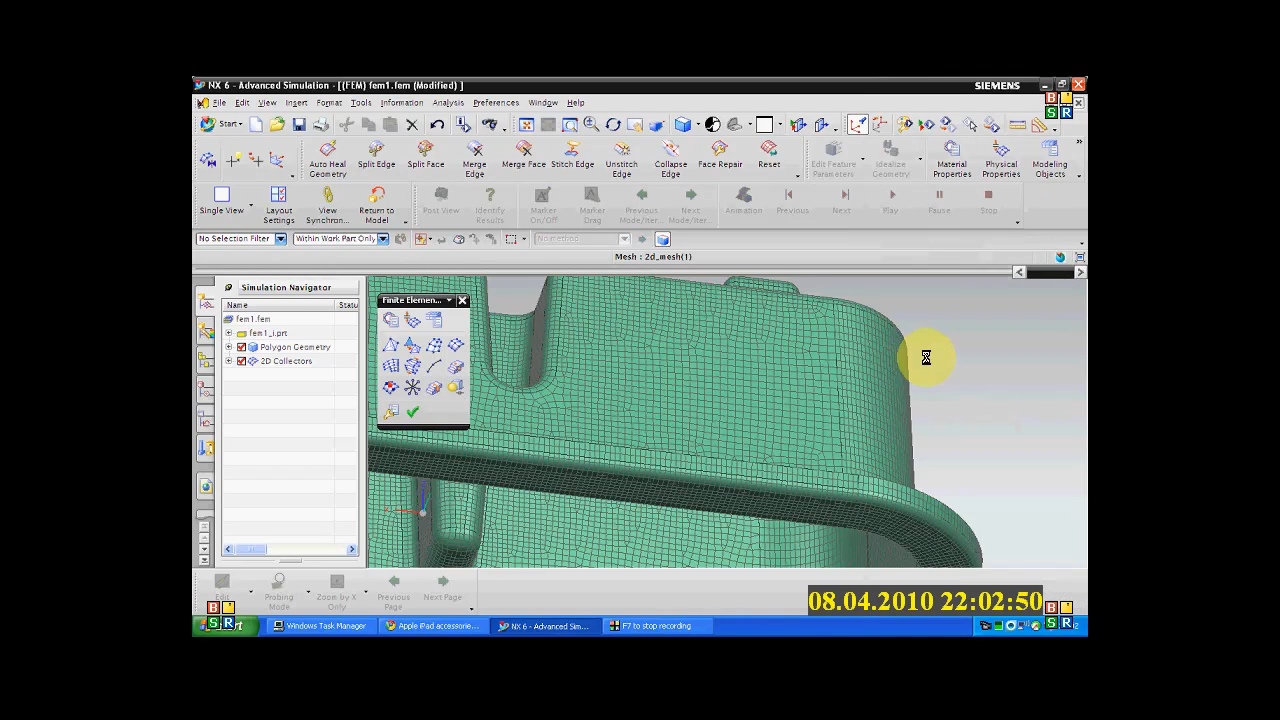 NX 6 - Advanced Simulation - [(FEM) fem1.fem (Modified) ]
SIEMENS
File Edit View Insert Format Tools Information Analysis Preferences Window Help
Start
Auto Heal Geometry Split Edge Split Face Merge Edge Merge Face Stitch Edge Unstitch Edge Collapse Edge Face Repair Reset Edit Feature Parameters Idealize Geometry Material Properties Physical Properties Modeling Objects
Single View Layout Settings View Synchron... Return to Model Post View Identify Results Marker On/Off Marker Drag Previous Mode/Iter... Next Mode/Iter... Animation Previous Next Play Pause Stop
No Selection Filter Within Work Part Only No method
Mesh : 2d_mesh(1)
Simulation Navigator
Name Statu
fem1.fem
fem1_i.prt
Polygon Geometry
2D Collectors
Finite Elemen...
Edit Probing Mode Zoom by X Only Previous Page Next Page
08.04.2010 22:02:50
B
S R
B
S R
B
S R
Windows Task Manager Apple iPad accessorie... NX 6 - Advanced Sim... F7 to stop recording